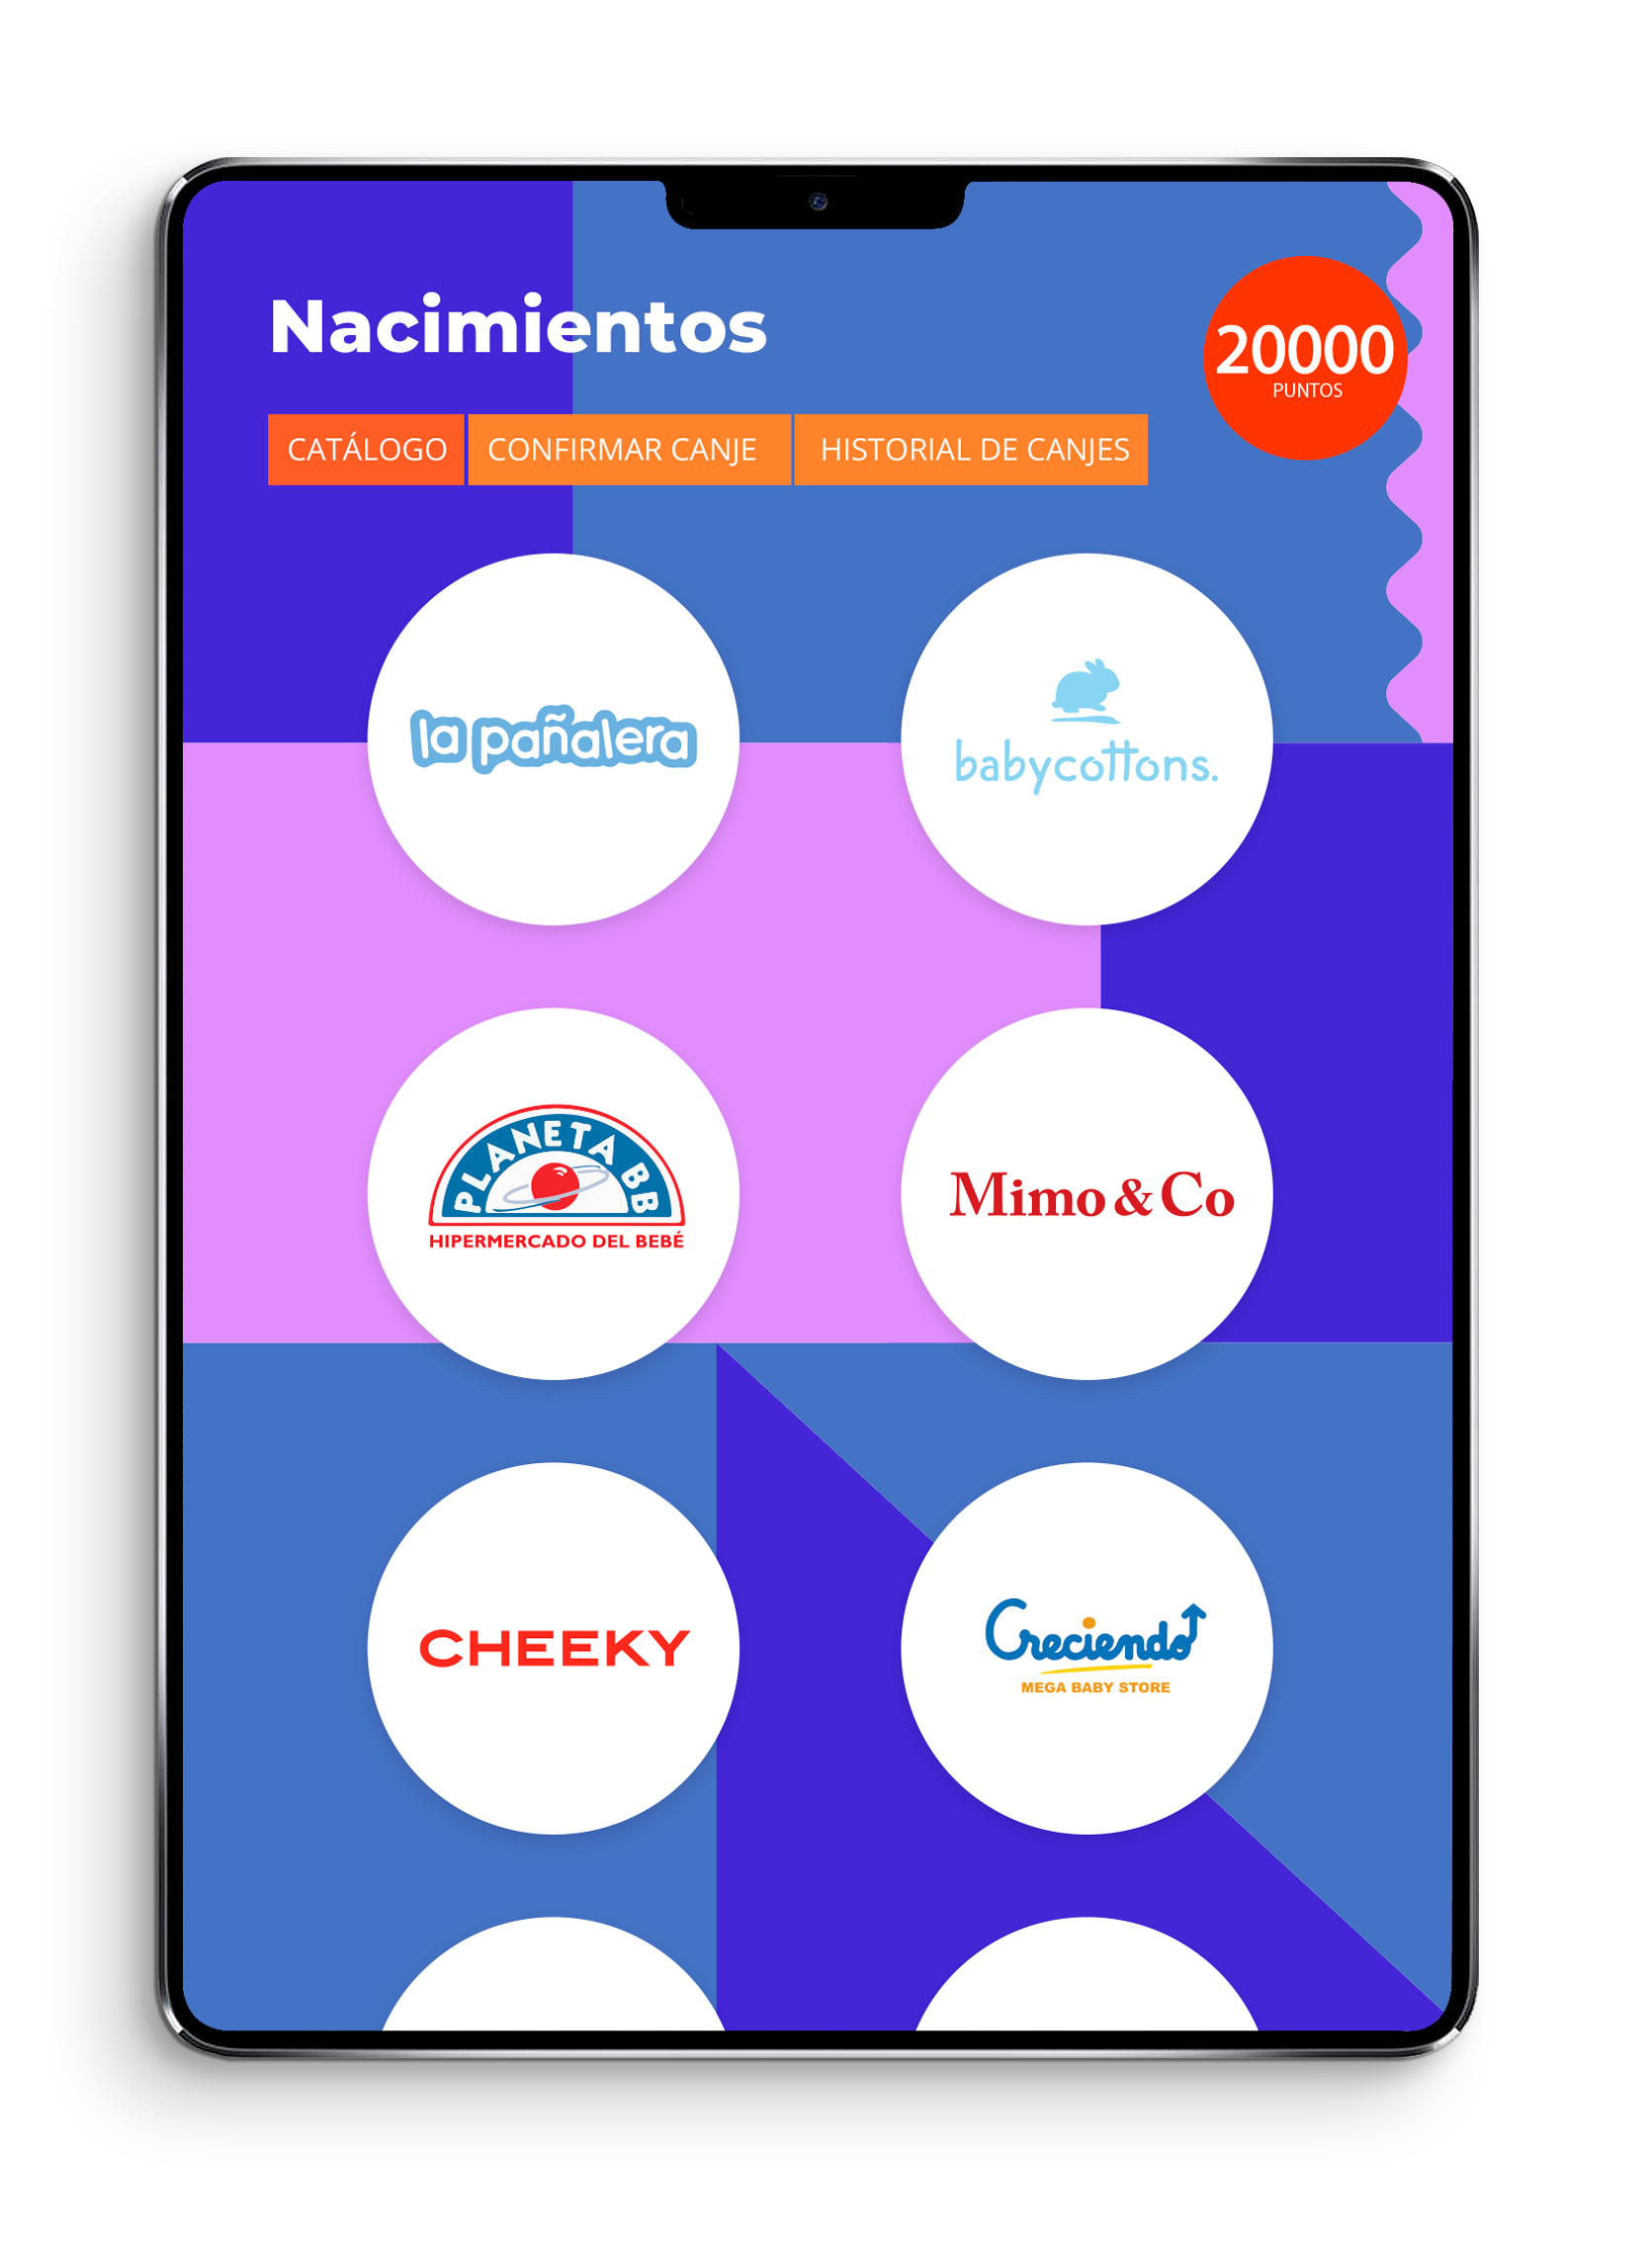 Nacimientos
20000
PUNTOS
CATÁLOGO
CONFIRMAR CANJE
HISTORIAL DE CANJES
la pañalera
babycottons.
PLANETA BB
HIPERMERCADO DEL BEBÉ
Mimo & Co
CHEEKY
Creciendo
MEGA BABY STORE